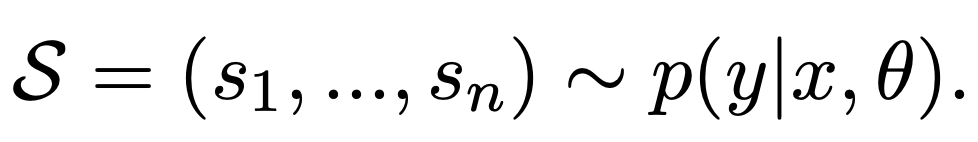 𝒮 = (s₁, ..., sₙ) ∼ p(y|x, θ).